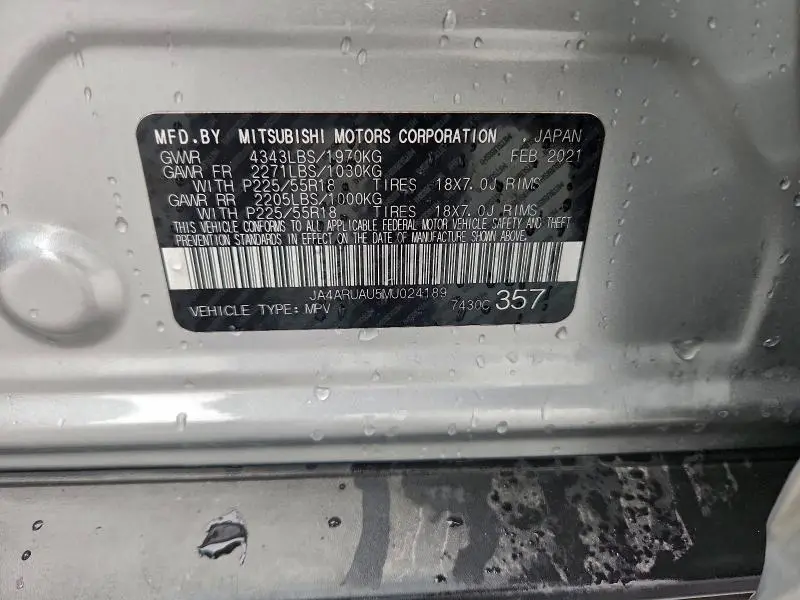 MFD.BY MITSUBISHI MOTORS CORPORATION , JAPAN
GVWR 4343LBS/1970KG FEB 2021
GAWR FR 2271LBS/1030KG
WITH P225/55R18 TIRES 18X7.0J RIMS
GAWR RR 2205LBS/1000KG
WITH P225/55R18 TIRES 18X7.0J RIMS
THIS VEHICLE CONFORMS TO ALL APPLICABLE FEDERAL MOTOR VEHICLE SAFETY AND THEFT
PREVENTION STANDARDS IN EFFECT ON THE DATE OF MANUFACTURE SHOWN ABOVE.
JA4ARUAU5MU024189
VEHICLE TYPE: MPV 7430C 357